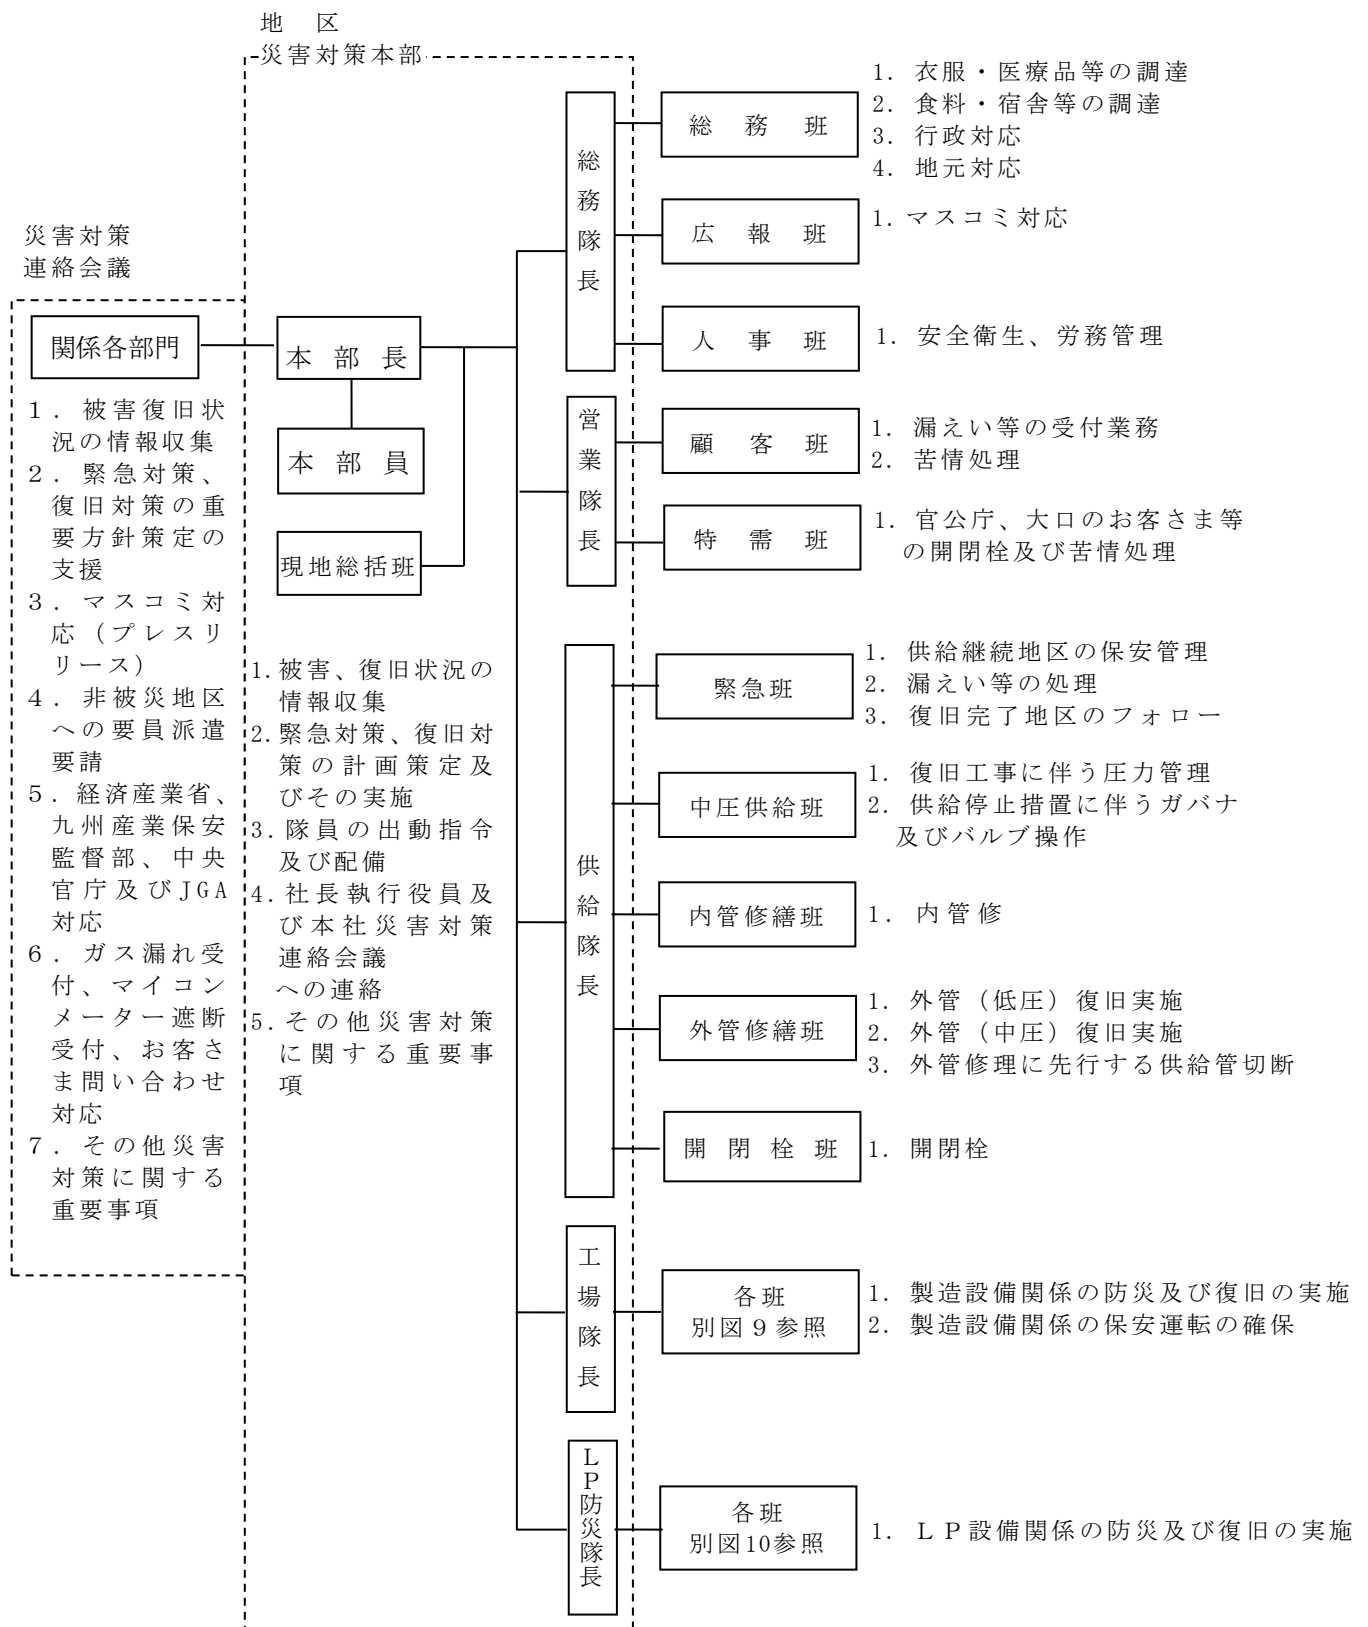 地　区
災害対策本部
災害対策
連絡会議
関係各部門
１．被害復旧状
況の情報収集
２．緊急対策、
復旧対策の重
要方針策定の
支援
３．マスコミ対
応（プレスリ
リース）
４．非被災地区
への要員派遣
要請
５．経済産業省、
九州産業保安
監督部、中央
官庁及びJGA
対応
６．ガス漏れ受
付、マイコン
メーター遮断
受付、お客さ
ま問い合わせ
対応
７．その他災害
対策に関する
重要事項
本部長
本部員
現地総括班
1.被害、復旧状況の
情報収集
2.緊急対策、復旧対
策の計画策定及
びその実施
3.隊員の出動指令
及び配備
4.社長執行役員及
び本社災害対策
連絡会議
への連絡
5.その他災害対策
に関する重要事
項
総務隊長
総務班
1. 衣服・医療品等の調達
2. 食料・宿舎等の調達
3. 行政対応
4. 地元対応
広報班
1.マスコミ対応
人事班
1. 安全衛生、労務管理
営業隊長
顧客班
1. 漏えい等の受付業務
2. 苦情処理
特需班
1. 官公庁、大口のお客さま等
の開閉栓及び苦情処理
供給隊長
緊急班
1. 供給継続地区の保安管理
2. 漏えい等の処理
3. 復旧完了地区のフォロー
中圧供給班
1. 復旧工事に伴う圧力管理
2. 供給停止措置に伴うガバナ
及びバルブ操作
内管修繕班
1. 内管修
外管修繕班
1. 外管（低圧）復旧実施
2. 外管（中圧）復旧実施
3. 外管修理に先行する供給管切断
開閉栓班
1. 開閉栓
工場隊長
各班
別図９参照
1. 製造設備関係の防災及び復旧の実施
2. 製造設備関係の保安運転の確保
ＬＰ防災隊長
各班
別図10参照
1. ＬＰ設備関係の防災及び復旧の実施